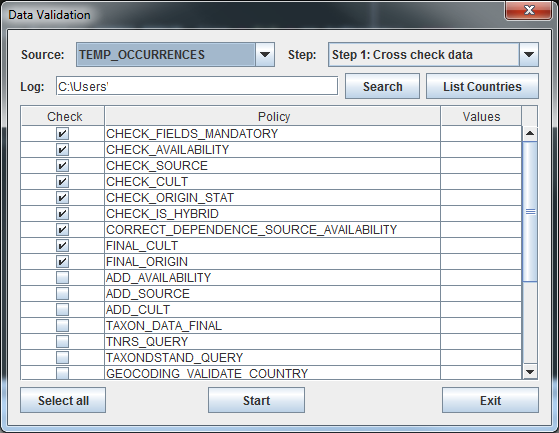 Data Validation
Source: TEMP_OCCURRENCES Step: Step 1: Cross check data
Log: C:\Users' Search List Countries
Check Policy Values
CHECK_FIELDS_MANDATORY
CHECK_AVAILABILITY
CHECK_SOURCE
CHECK_CULT
CHECK_ORIGIN_STAT
CHECK_IS_HYBRID
CORRECT_DEPENDENCE_SOURCE_AVAILABILITY
FINAL_CULT
FINAL_ORIGIN
ADD_AVAILABILITY
ADD_SOURCE
ADD_CULT
TAXON_DATA_FINAL
TNRS_QUERY
TAXONDSTAND_QUERY
GEOCODING_VALIDATE_COUNTRY
Select all Start Exit